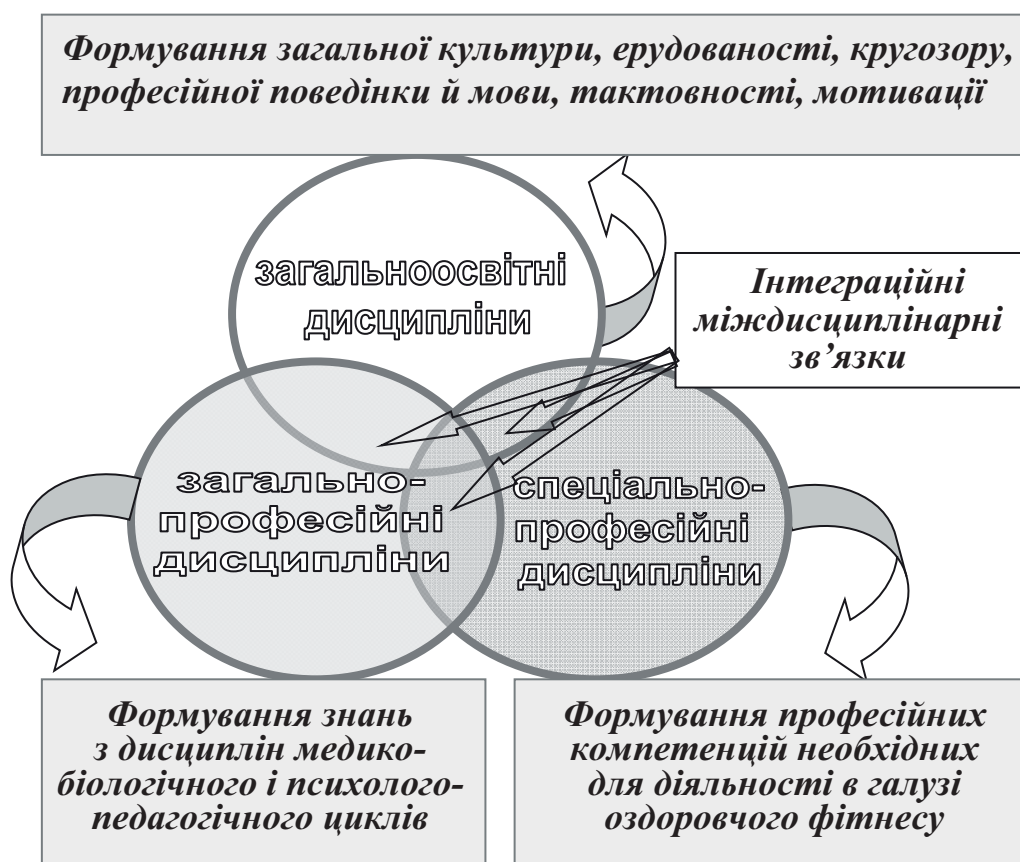 Формування загальної культури, ерудованості, кругозору,
професійної поведінки й мови, тактовності, мотивації
загальноосвітні
дисципліни
Інтеграційні
міждисциплінарні
зв’язки
загально-
професійні
дисципліни
спеціально-
професійні
дисципліни
Формування знань
з дисциплін медико-
біологічного і психолого-
педагогічного циклів
Формування професійних
компетенцій необхідних
для діяльності в галузі
оздоровчого фітнесу